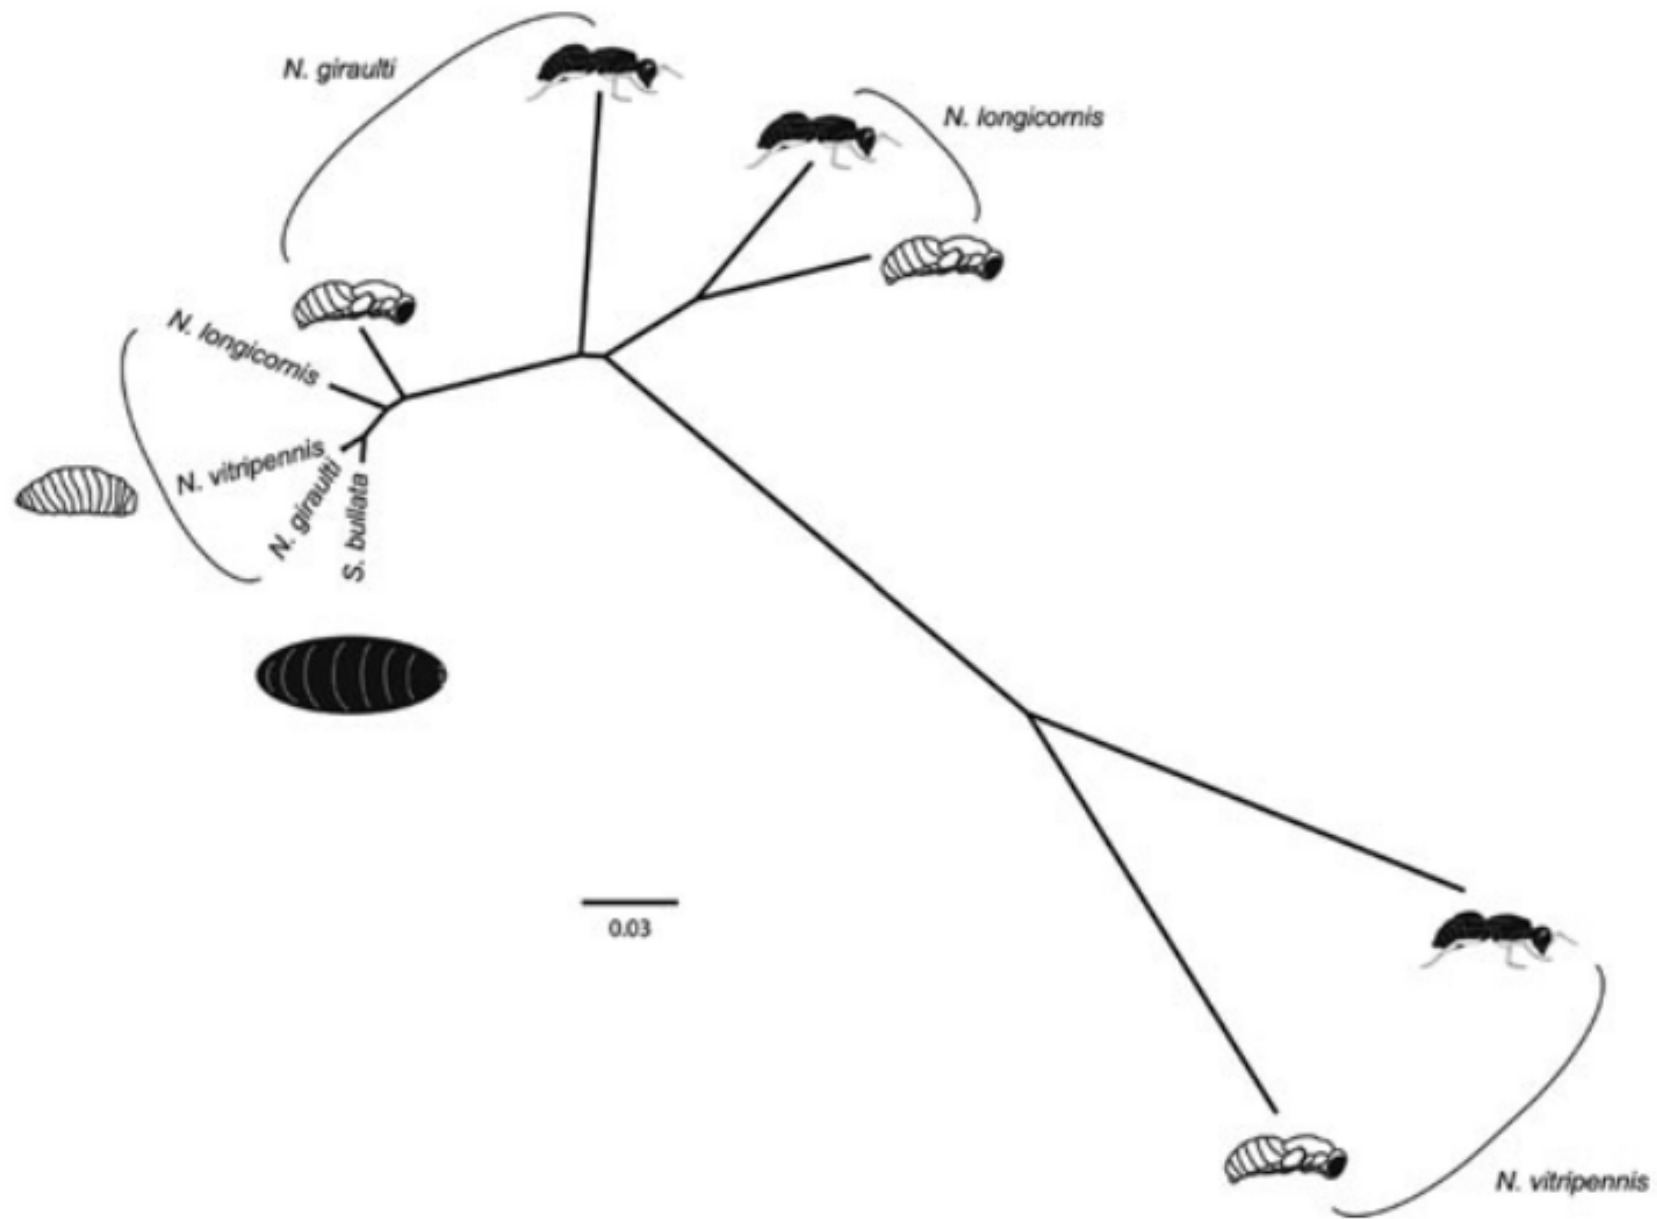 N. giraulti
N. longicornis
N. longicornis
N. vitripennis
N. giraulti
S. bullata
0.03
N. vitripennis